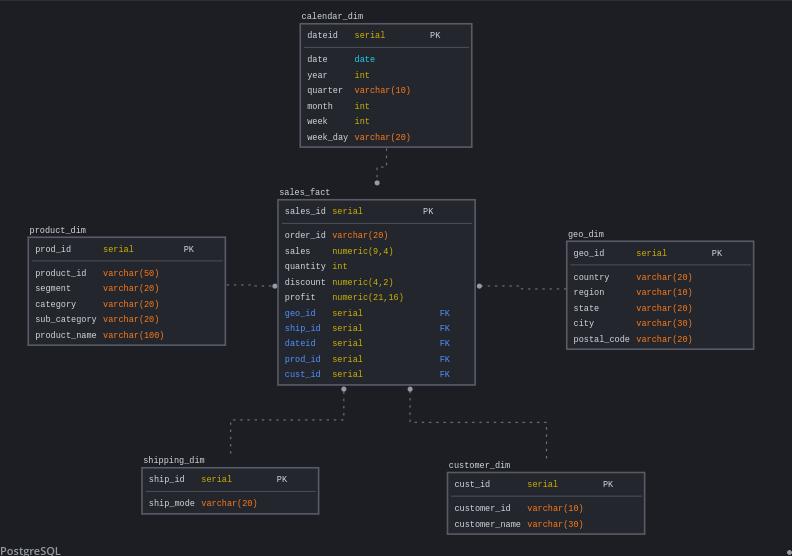 calendar_dim
dateid serial PK
date date
year int
quarter varchar(10)
month int
week int
week_day varchar(20)
sales_fact
sales_id serial PK
order_id varchar(20)
sales numeric(9,4)
quantity int
discount numeric(4,2)
profit numeric(21,16)
geo_id serial FK
ship_id serial FK
dateid serial FK
prod_id serial FK
cust_id serial FK
product_dim
prod_id serial PK
product_id varchar(50)
segment varchar(20)
category varchar(20)
sub_category varchar(20)
product_name varchar(100)
geo_dim
geo_id serial PK
country varchar(20)
region varchar(10)
state varchar(20)
city varchar(30)
postal_code varchar(20)
shipping_dim
ship_id serial PK
ship_mode varchar(20)
customer_dim
cust_id serial PK
customer_id varchar(10)
customer_name varchar(30)
PostgreSQL